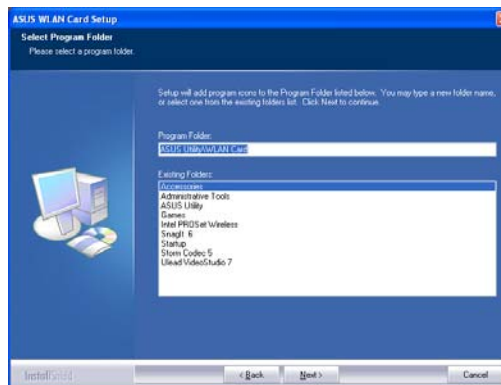 ASUS WLAN Card Setup
Select Program Folder
Please select a program folder.
Setup will add program icons to the Program Folder listed below. You may type a new folder name, or select one from the existing folders list. Click Next to continue.
Program Folder:
ASUS Utility\WLAN Card
Existing Folders:
Accessories
Administrative Tools
ASUS Utility
Games
Intel PROSet Wireless
SnagIt 6
Startup
Storm Codec 5
Ulead VideoStudio 7
InstallShield
< Back
Next >
Cancel